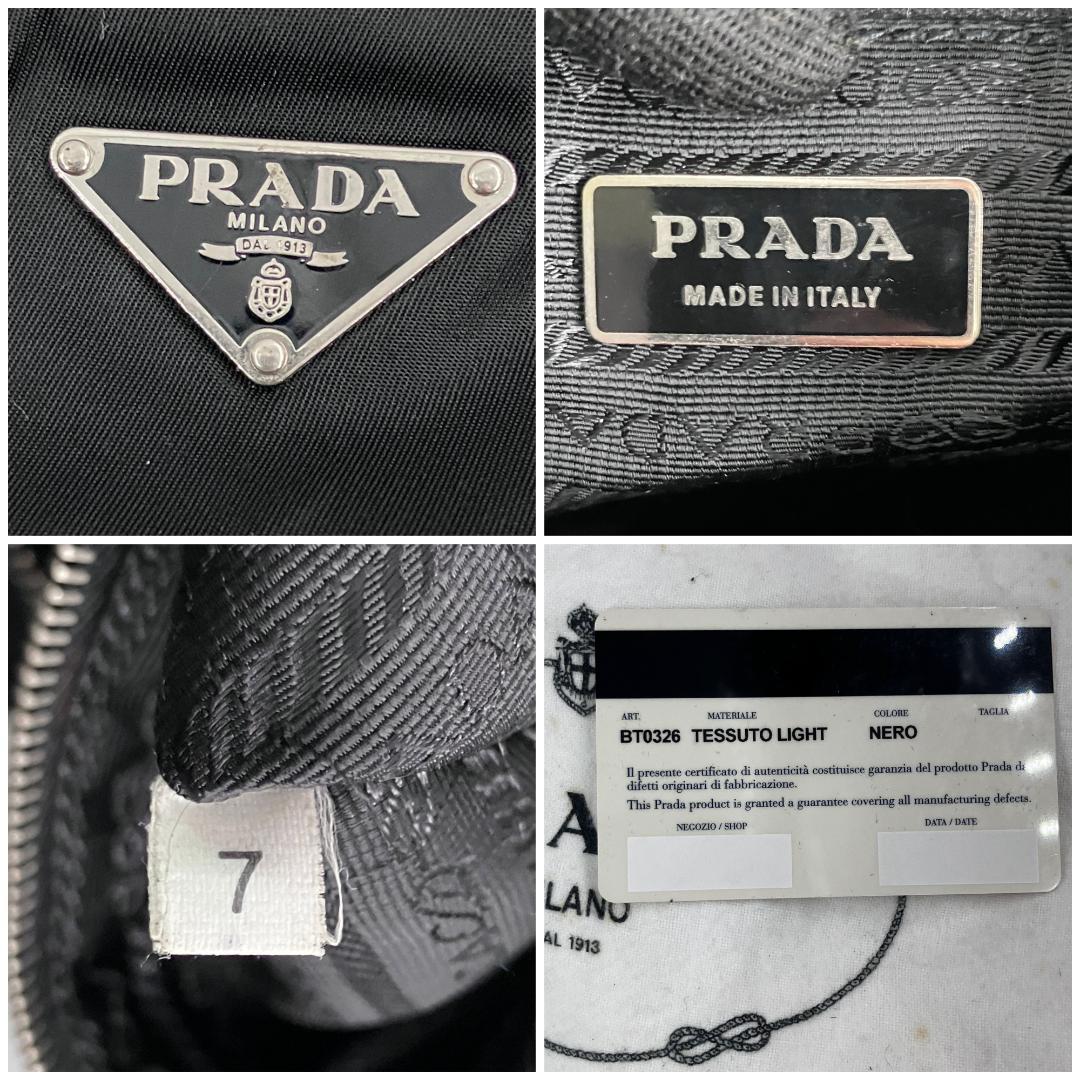 PRADA
MILANO
DAL 1913
PRADA
MADE IN ITALY
7
ART. MATERIALE COLORE TAGLIA
BT0326 TESSUTO LIGHT NERO
Il presente certificato di autenticità costituisce garanzia del prodotto Prada da
difetti originari di fabbricazione.
This Prada product is granted a guarantee covering all manufacturing defects.
NEGOZIO / SHOP DATA / DATE
A
LANO
AL 1913